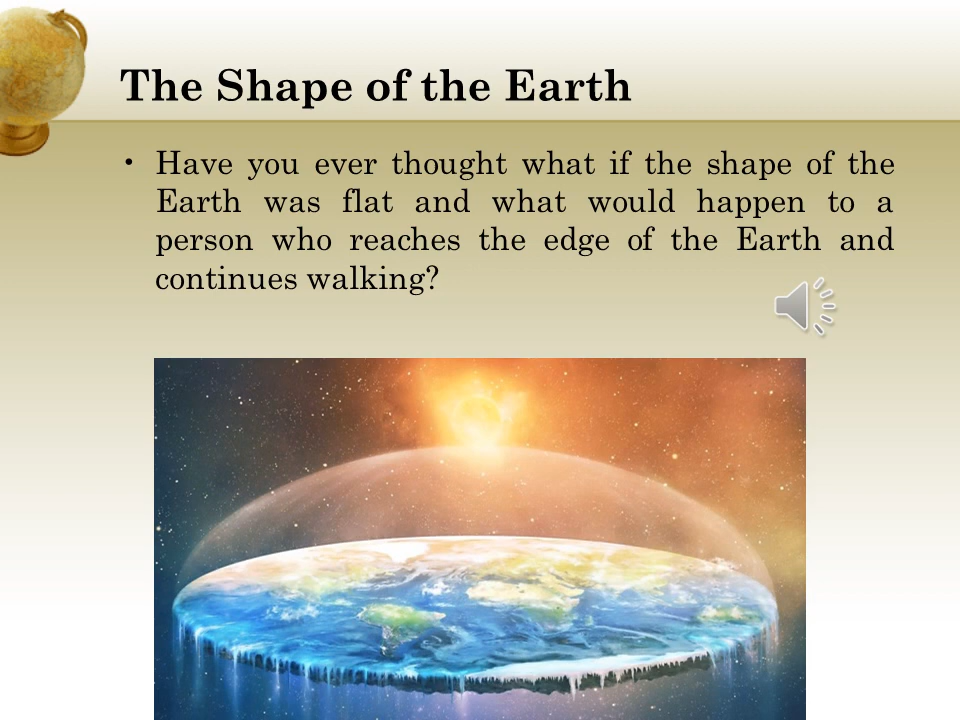 The Shape of the Earth
• Have you ever thought what if the shape of the
Earth was flat and what would happen to a
person who reaches the edge of the Earth and
continues walking?